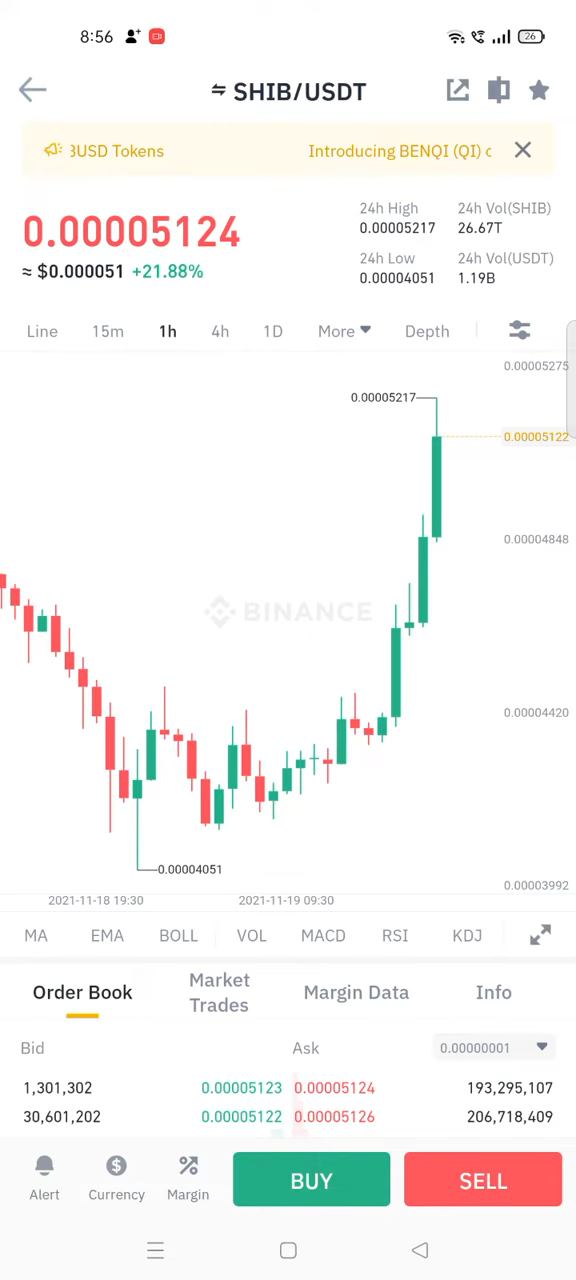 8:56
26
SHIB/USDT
BUSD Tokens Introducing BENQI (QI)
0.00005124
≈ $0.000051 +21.88%
24h High
0.00005217
24h Vol(SHIB)
26.67T
24h Low
0.00004051
24h Vol(USDT)
1.19B
Line 15m 1h 4h 1D More Depth
0.00005275
0.00005217
0.00005122
0.00004848
BINANCE
0.00004420
0.00004051
0.00003992
2021-11-18 19:30 2021-11-19 09:30
MA EMA BOLL VOL MACD RSI KDJ
Order Book
Market
Trades
Margin Data
Info
Bid Ask 0.00000001
1,301,302 0.00005123 0.00005124 193,295,107
30,601,202 0.00005122 0.00005126 206,718,409
Alert
Currency
Margin
BUY
SELL